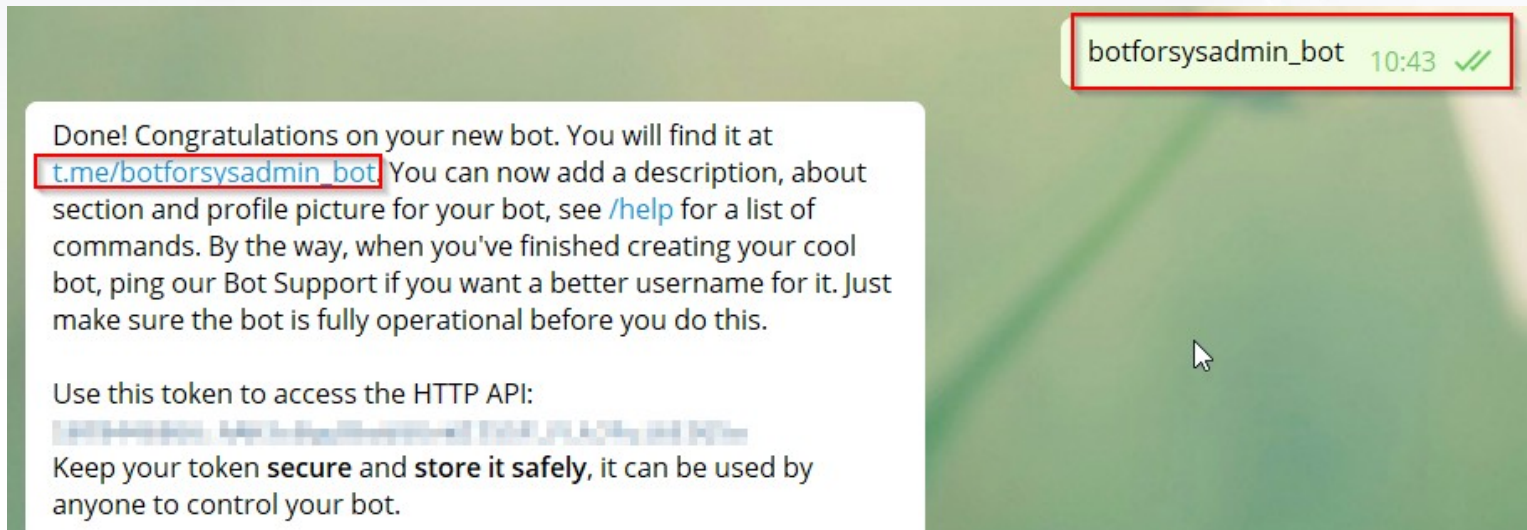 botforsysadmin_bot 10:43
Done! Congratulations on your new bot. You will find it at
t.me/botforsysadmin_bot. You can now add a description, about
section and profile picture for your bot, see /help for a list of
commands. By the way, when you've finished creating your cool
bot, ping our Bot Support if you want a better username for it. Just
make sure the bot is fully operational before you do this.
Use this token to access the HTTP API:
Keep your token secure and store it safely, it can be used by
anyone to control your bot.